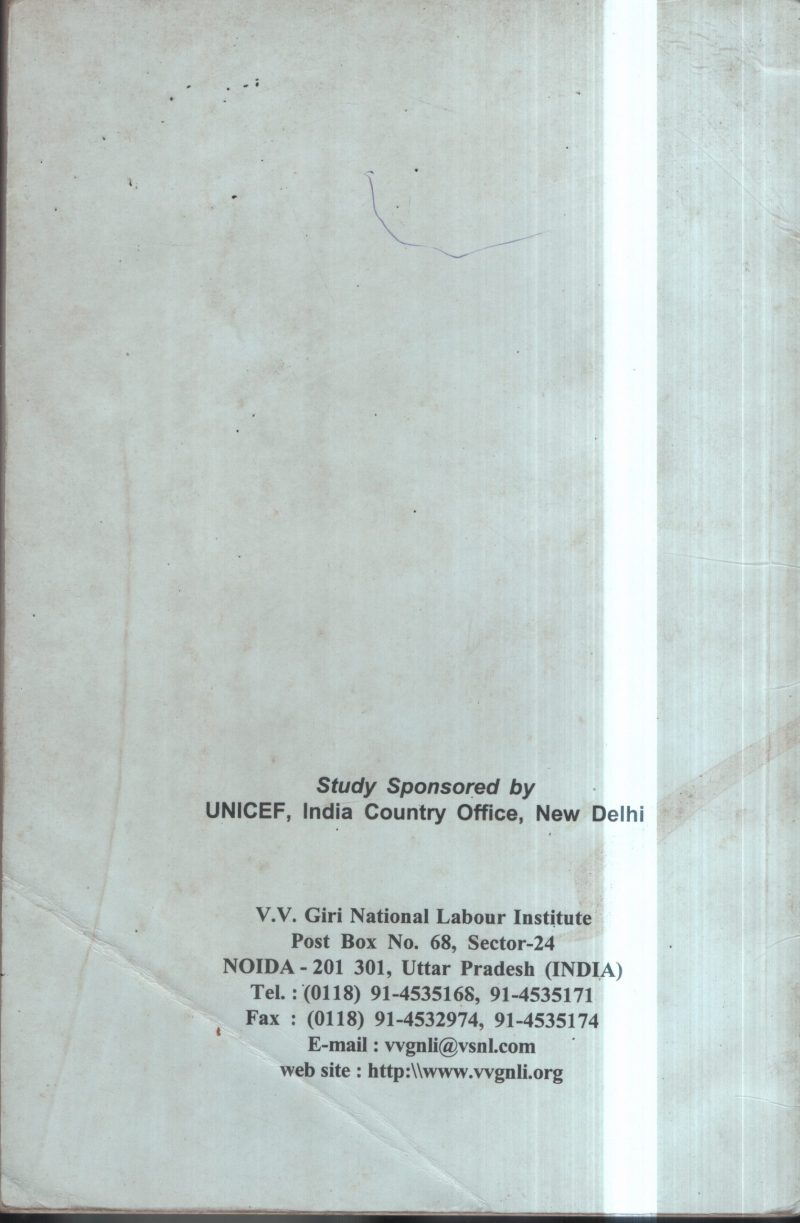 Study Sponsored by
UNICEF, India Country Office, New Delhi
V.V. Giri National Labour Institute
Post Box No. 68, Sector-24
NOIDA - 201 301, Uttar Pradesh (INDIA)
Tel. : (0118) 91-4535168, 91-4535171
Fax : (0118) 91-4532974, 91-4535174
E-mail : vvgnli@vsnl.com
web site : http:\\www.vvgnli.org